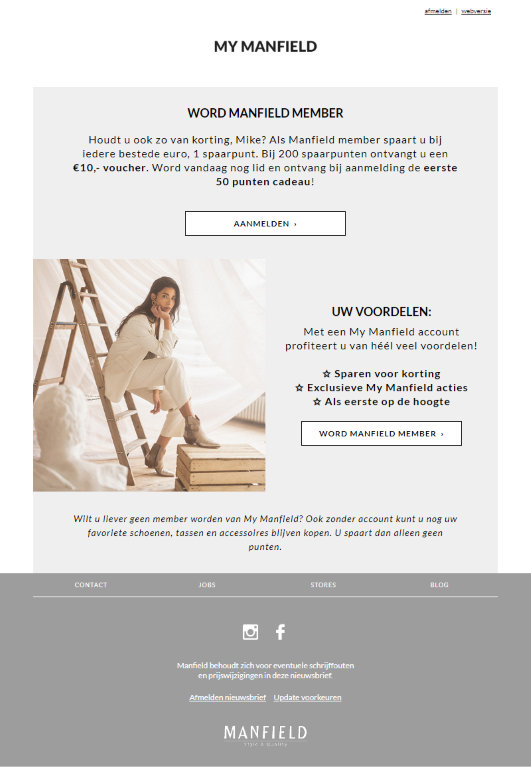 afmelden | webversie
MY MANFIELD
WORD MANFIELD MEMBER
Houdt u ook zo van korting, Mike? Als Manfield member spaart u bij
iedere bestede euro, 1 spaarpunt. Bij 200 spaarpunten ontvangt u een
€10,- voucher. Word vandaag nog lid en ontvang bij aanmelding de eerste
50 punten cadeau!
AANMELDEN ›
UW VOORDELEN:
Met een My Manfield account
profiteert u van héél veel voordelen!
☆ Sparen voor korting
☆ Exclusieve My Manfield acties
☆ Als eerste op de hoogte
WORD MANFIELD MEMBER ›
Wilt u liever geen member worden van My Manfield? Ook zonder account kunt u nog uw
favoriete schoenen, tassen en accessoires blijven kopen. U spaart dan alleen geen
punten.
CONTACT JOBS STORES BLOG
Manfield behoudt zich voor eventuele schrijffouten
en prijswijzigingen in deze nieuwsbrief.
Afmelden nieuwsbrief Update voorkeuren
MANFIELD
style & quality